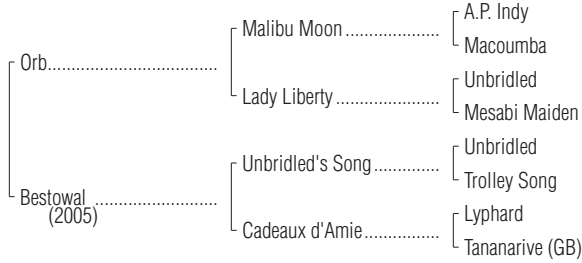 A.P. Indy
Malibu Moon
Macoumba
Orb
Unbridled
Lady Liberty
Mesabi Maiden
Unbridled
Unbridled's Song
Trolley Song
Bestowal
(2005)
Lyphard
Cadeaux d'Amie
Tananarive (GB)